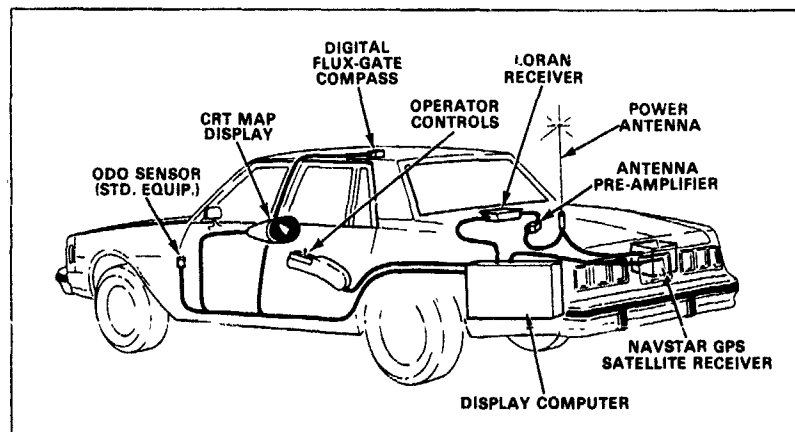 DIGITAL
FLUX-GATE
COMPASS
LORAN
RECEIVER
CRT MAP
DISPLAY
OPERATOR
CONTROLS
POWER
ANTENNA
ODO SENSOR
(STD. EQUIP.)
ANTENNA
PRE-AMPLIFIER
NAVSTAR GPS
SATELLITE RECEIVER
DISPLAY COMPUTER